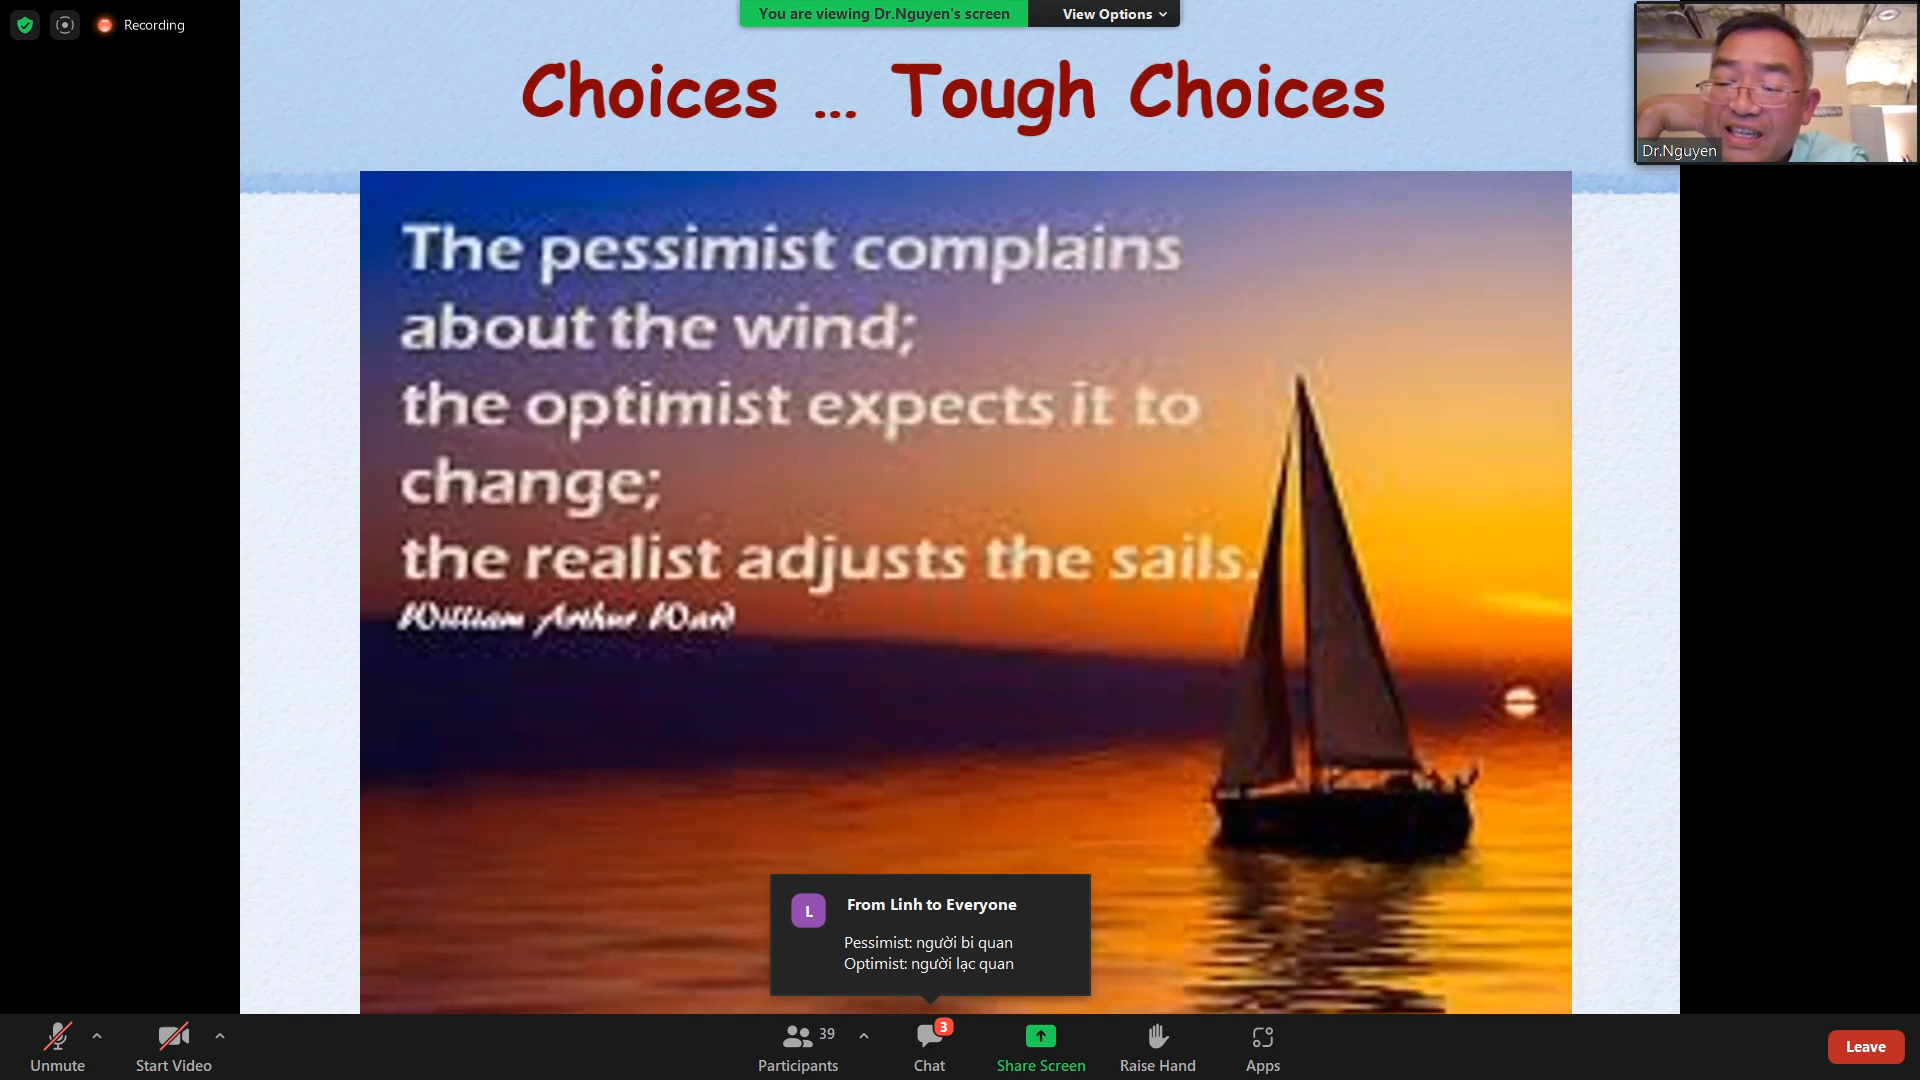 Recording
You are viewing Dr.Nguyen's screen
View Options
Choices ... Tough Choices
Dr.Nguyen
The pessimist complains
about the wind;
the optimist expects it to
change;
the realist adjusts the sails.
William Arthur Ward
L
From Linh to Everyone
Pessimist: người bi quan
Optimist: người lạc quan
Unmute
Start Video
39
Participants
3
Chat
Share Screen
Raise Hand
Apps
Leave